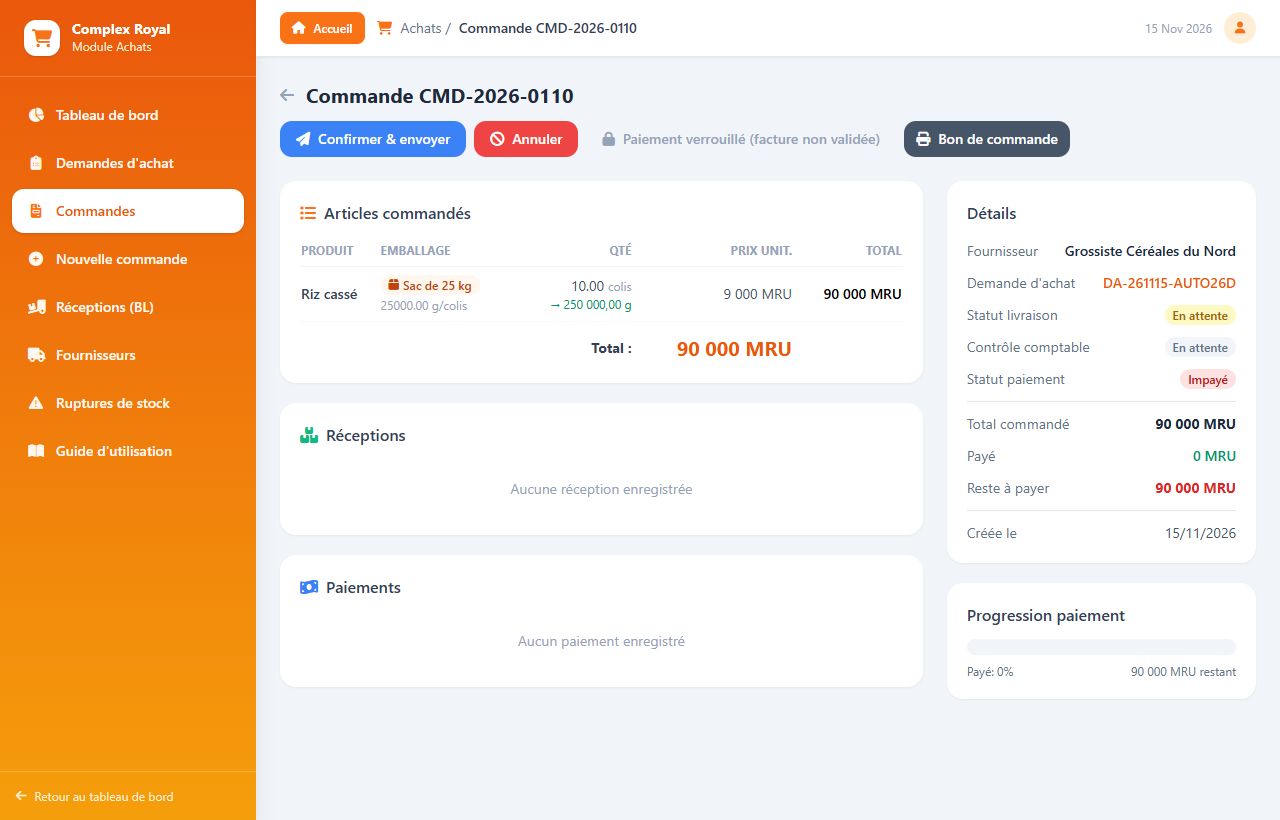 Complex Royal
Module Achats
Tableau de bord
Demandes d'achat
Commandes
Nouvelle commande
Réceptions (BL)
Fournisseurs
Ruptures de stock
Guide d'utilisation
Retour au tableau de bord
Accueil Achats / Commande CMD-2026-0110 15 Nov 2026
Commande CMD-2026-0110
Confirmer & envoyer Annuler Paiement verrouillé (facture non validée) Bon de commande
Articles commandés
PRODUIT EMBALLAGE QTÉ PRIX UNIT. TOTAL
Riz cassé Sac de 25 kg 10.00 colis 9 000 MRU 90 000 MRU
25000.00 g/colis → 250 000,00 g
Total : 90 000 MRU
Réceptions
Aucune réception enregistrée
Paiements
Aucun paiement enregistré
Détails
Fournisseur Grossiste Céréales du Nord
Demande d'achat DA-261115-AUTO26D
Statut livraison En attente
Contrôle comptable En attente
Statut paiement Impayé
Total commandé 90 000 MRU
Payé 0 MRU
Reste à payer 90 000 MRU
Créée le 15/11/2026
Progression paiement
Payé: 0% 90 000 MRU restant